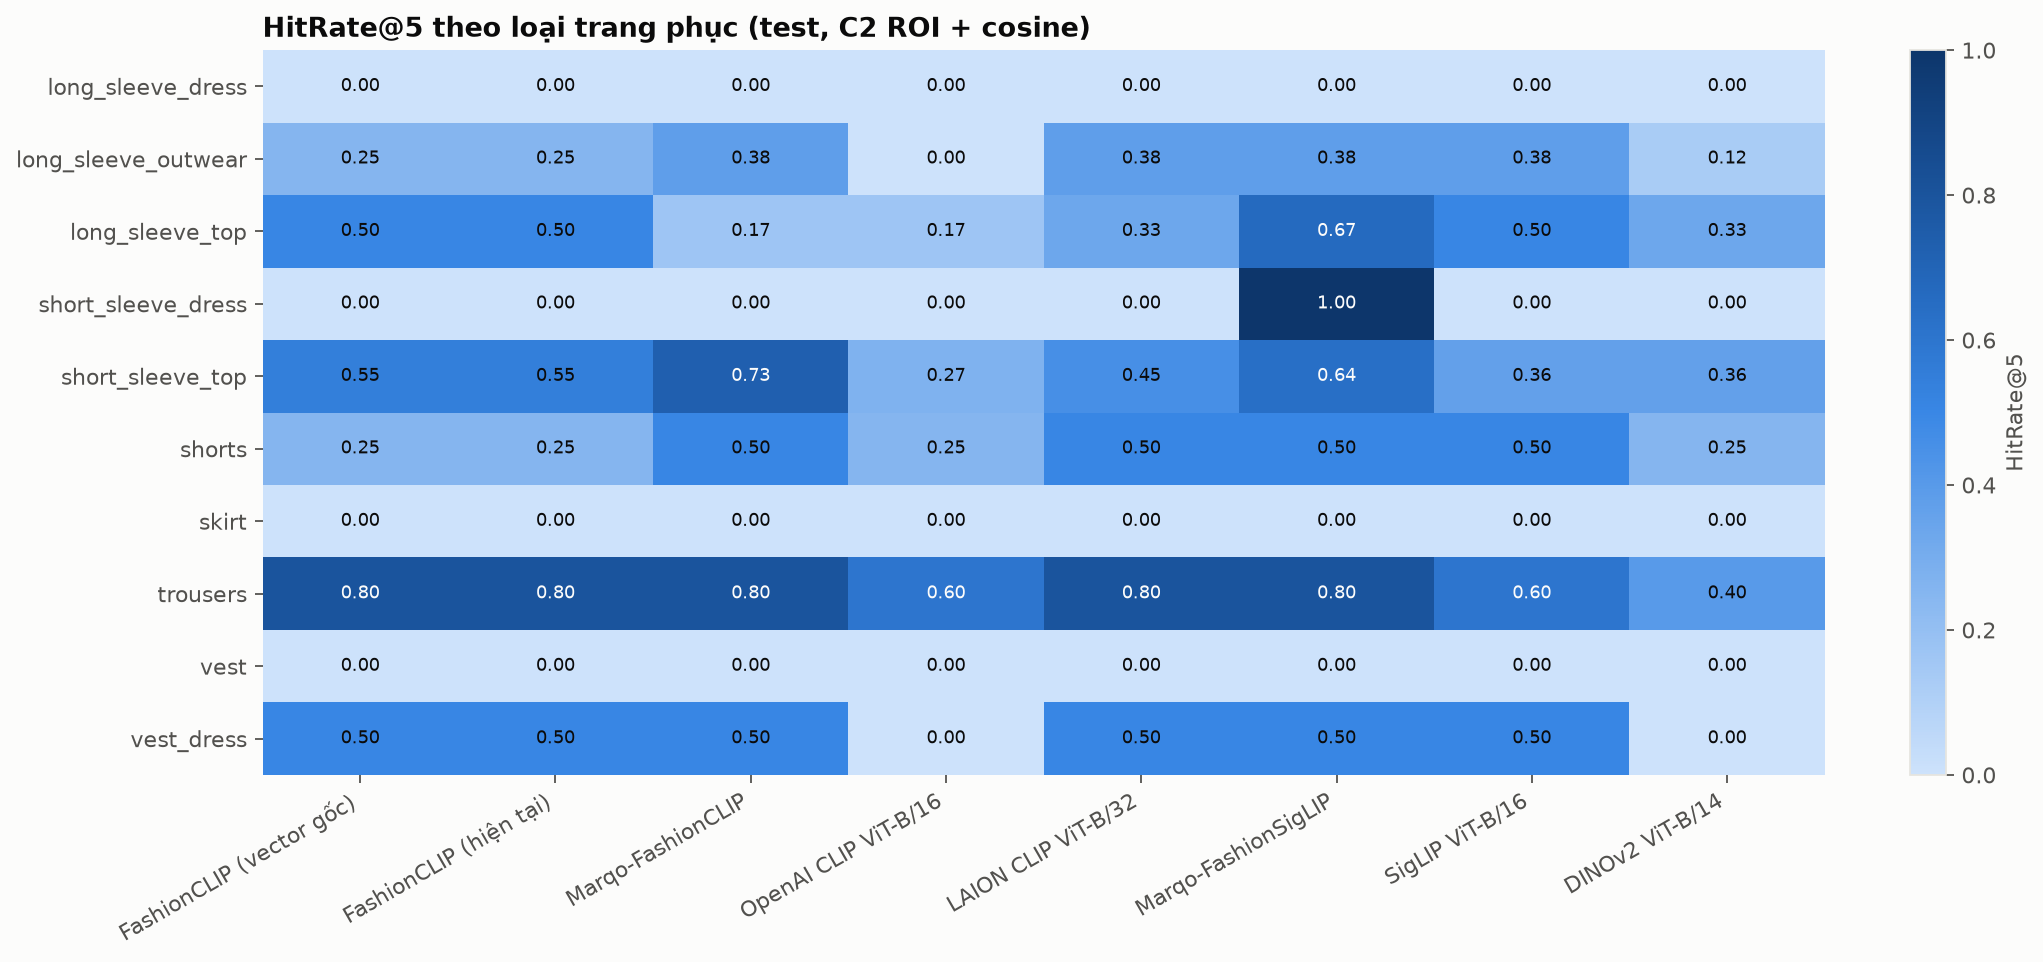 HitRate@5 theo loại trang phục (test, C2 ROI + cosine)
long_sleeve_dress 0.00 0.00 0.00 0.00 0.00 0.00 0.00 0.00
long_sleeve_outwear 0.25 0.25 0.38 0.00 0.38 0.38 0.38 0.12
long_sleeve_top 0.50 0.50 0.17 0.17 0.33 0.67 0.50 0.33
short_sleeve_dress 0.00 0.00 0.00 0.00 0.00 1.00 0.00 0.00
short_sleeve_top 0.55 0.55 0.73 0.27 0.45 0.64 0.36 0.36
shorts 0.25 0.25 0.50 0.25 0.50 0.50 0.50 0.25
skirt 0.00 0.00 0.00 0.00 0.00 0.00 0.00 0.00
trousers 0.80 0.80 0.80 0.60 0.80 0.80 0.60 0.40
vest 0.00 0.00 0.00 0.00 0.00 0.00 0.00 0.00
vest_dress 0.50 0.50 0.50 0.00 0.50 0.50 0.50 0.00
FashionCLIP (vector gốc)
FashionCLIP (hiện tại)
Marqo-FashionCLIP
OpenAI CLIP ViT-B/16
LAION CLIP ViT-B/32
Marqo-FashionSigLIP
SigLIP ViT-B/16
DINOv2 ViT-B/14
1.0
0.8
0.6
0.4
0.2
0.0
HitRate@5